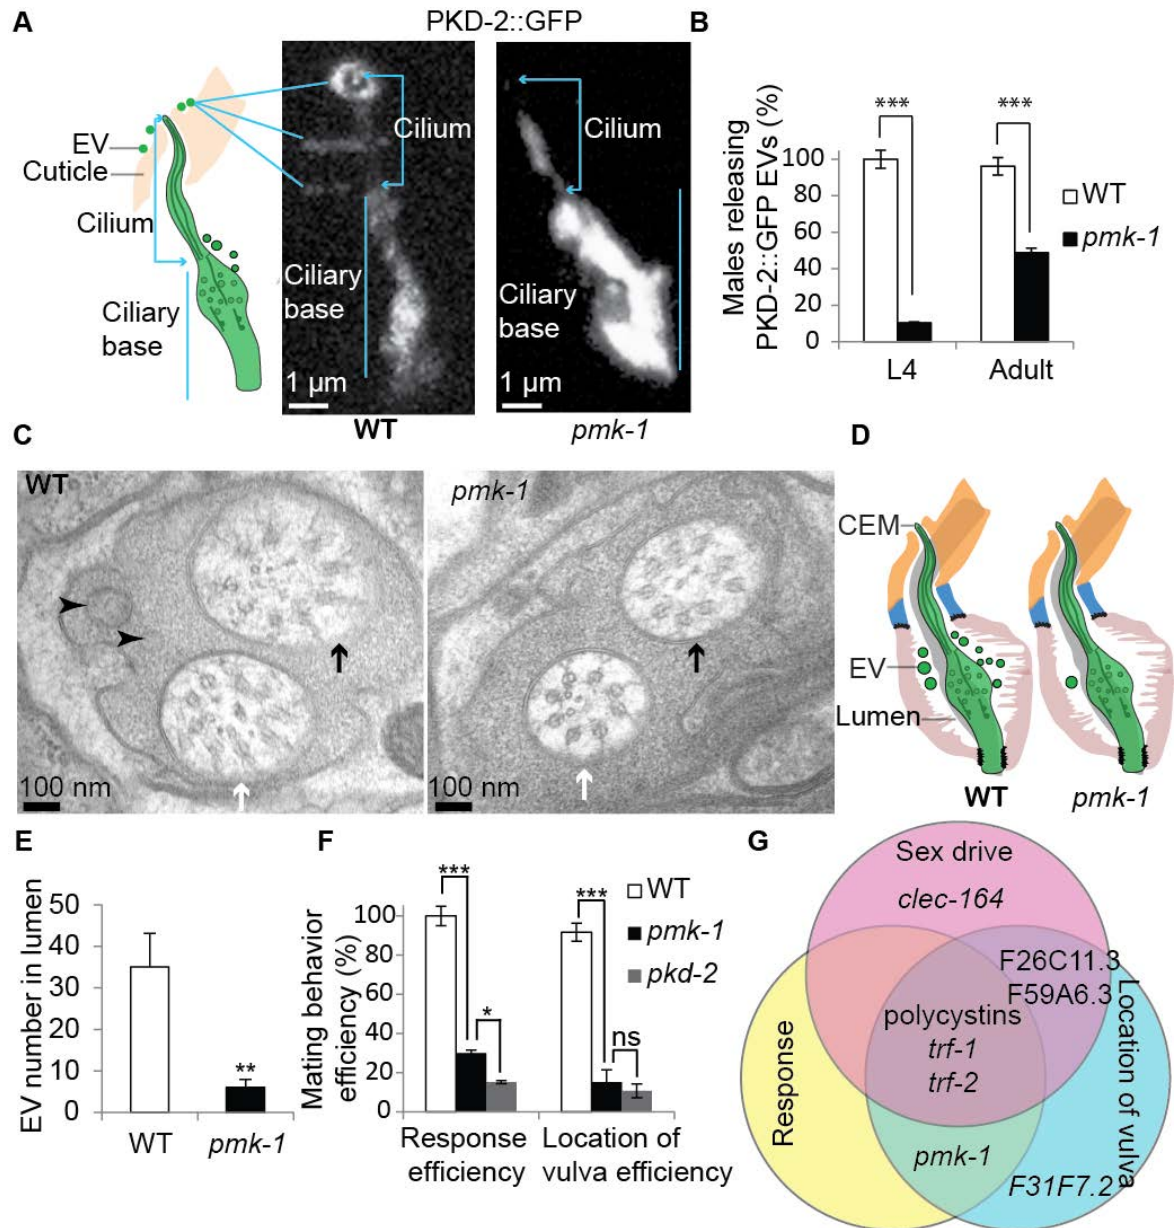 A
PKD-2::GFP
EV
Cuticle
Cilium
Ciliary
base
Cilium
Ciliary
base
1 µm
WT
Cilium
Ciliary
base
1 µm
pmk-1
B
Males releasing
PKD-2::GFP EVs (%)
***
***
100
80
60
40
20
0
WT
pmk-1
L4
Adult
C
WT
100 nm
pmk-1
100 nm
D
CEM
EV
Lumen
WT
pmk-1
E
EV number in lumen
50
40
30
20
10
0
**
WT
pmk-1
F
Mating behavior
efficiency (%)
100
80
60
40
20
0
***
*
***
ns
WT
pmk-1
pkd-2
Response
efficiency
Location of
vulva efficiency
G
Sex drive
clec-164
F26C11.3
F59A6.3
polycystins
trf-1
trf-2
Response
Location of vulva
pmk-1
F31F7.2